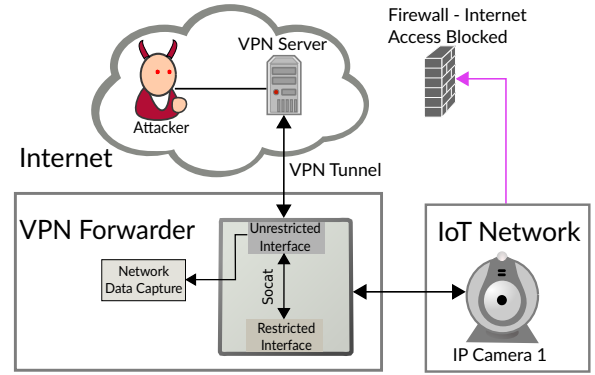 Firewall - Internet
Access Blocked
VPN Server
Attacker
Internet
VPN Tunnel
VPN Forwarder
Unrestricted
Interface
Network
Data Capture
Socat
Restricted
Interface
IoT Network
IP Camera 1